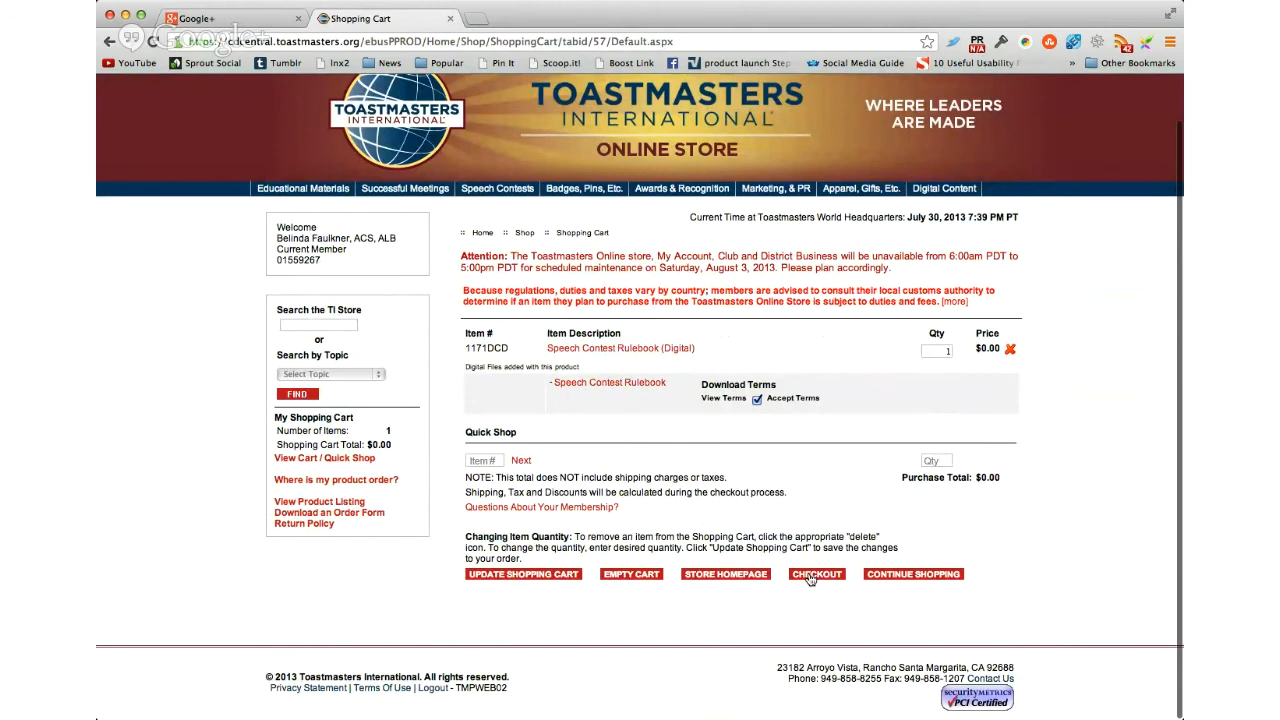 Google+
Shopping Cart
Google+
https://cdcentral.toastmasters.org/ebusPPROD/Home/Shop/ShoppingCart/tabid/57/Default.aspx
PR
N/A
42
YouTube Sprout Social Tumblr lnx2 News Popular Pin It Scoop.it! Boost Link product launch Step Social Media Guide 10 Useful Usability » Other Bookmarks
TOASTMASTERS
INTERNATIONAL
TOASTMASTERS
INTERNATIONAL
ONLINE STORE
WHERE LEADERS
ARE MADE
Educational Materials Successful Meetings Speech Contests Badges, Pins, Etc. Awards & Recognition Marketing, & PR Apparel, Gifts, Etc. Digital Content
Welcome
Belinda Faulkner, ACS, ALB
Current Member
01559267
Search the TI Store
or
Search by Topic
Select Topic
FIND
My Shopping Cart
Number of Items: 1
Shopping Cart Total: $0.00
View Cart / Quick Shop
Where is my product order?
View Product Listing
Download an Order Form
Return Policy
Current Time at Toastmasters World Headquarters: July 30, 2013 7:39 PM PT
:: Home :: Shop :: Shopping Cart
Attention: The Toastmasters Online store, My Account, Club and District Business will be unavailable from 6:00am PDT to
5:00pm PDT for scheduled maintenance on Saturday, August 3, 2013. Please plan accordingly.
Because regulations, duties and taxes vary by country; members are advised to consult their local customs authority to
determine if an item they plan to purchase from the Toastmasters Online Store is subject to duties and fees. [more]
Item # Item Description Qty Price
1171DCD Speech Contest Rulebook (Digital) 1 $0.00
Digital Files added with this product
- Speech Contest Rulebook Download Terms
View Terms Accept Terms
Quick Shop
Item # Next Qty
NOTE: This total does NOT include shipping charges or taxes. Purchase Total: $0.00
Shipping, Tax and Discounts will be calculated during the checkout process.
Questions About Your Membership?
Changing Item Quantity: To remove an item from the Shopping Cart, click the appropriate "delete"
icon. To change the quantity, enter desired quantity. Click "Update Shopping Cart" to save the changes
to your order.
UPDATE SHOPPING CART EMPTY CART STORE HOMEPAGE CHECKOUT CONTINUE SHOPPING
© 2013 Toastmasters International. All rights reserved.
Privacy Statement | Terms Of Use | Logout - TMPWEB02
23182 Arroyo Vista, Rancho Santa Margarita, CA 92688
Phone: 949-858-8255 Fax: 949-858-1207 Contact Us
securityMETRICS
PCI Certified